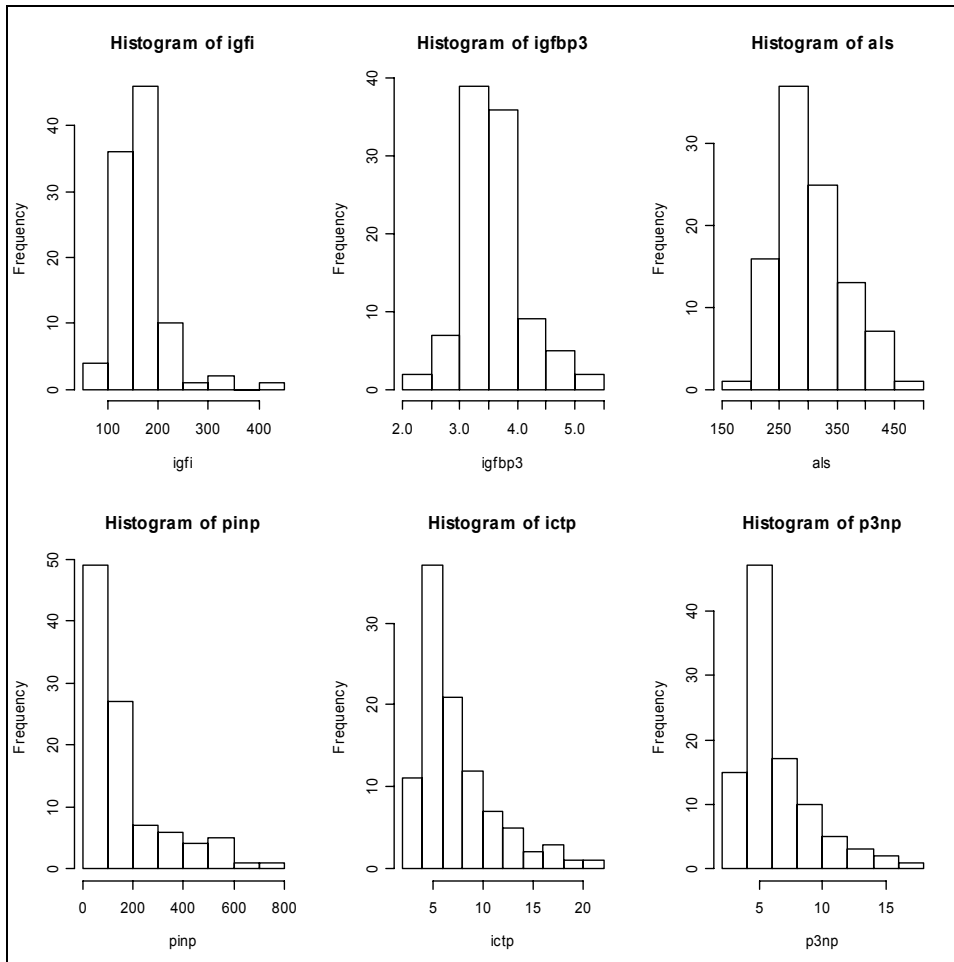 Histogram of igfi
Frequency
0 10 20 30 40
100 200 300 400
igfi
Histogram of igfbp3
Frequency
0 10 20 30 40
2.0 3.0 4.0 5.0
igfbp3
Histogram of als
Frequency
0 10 20 30
150 250 350 450
als
Histogram of pinp
Frequency
0 10 20 30 40 50
0 200 400 600 800
pinp
Histogram of ictp
Frequency
0 10 20 30
5 10 15 20
ictp
Histogram of p3np
Frequency
0 10 20 30 40
5 10 15
p3np